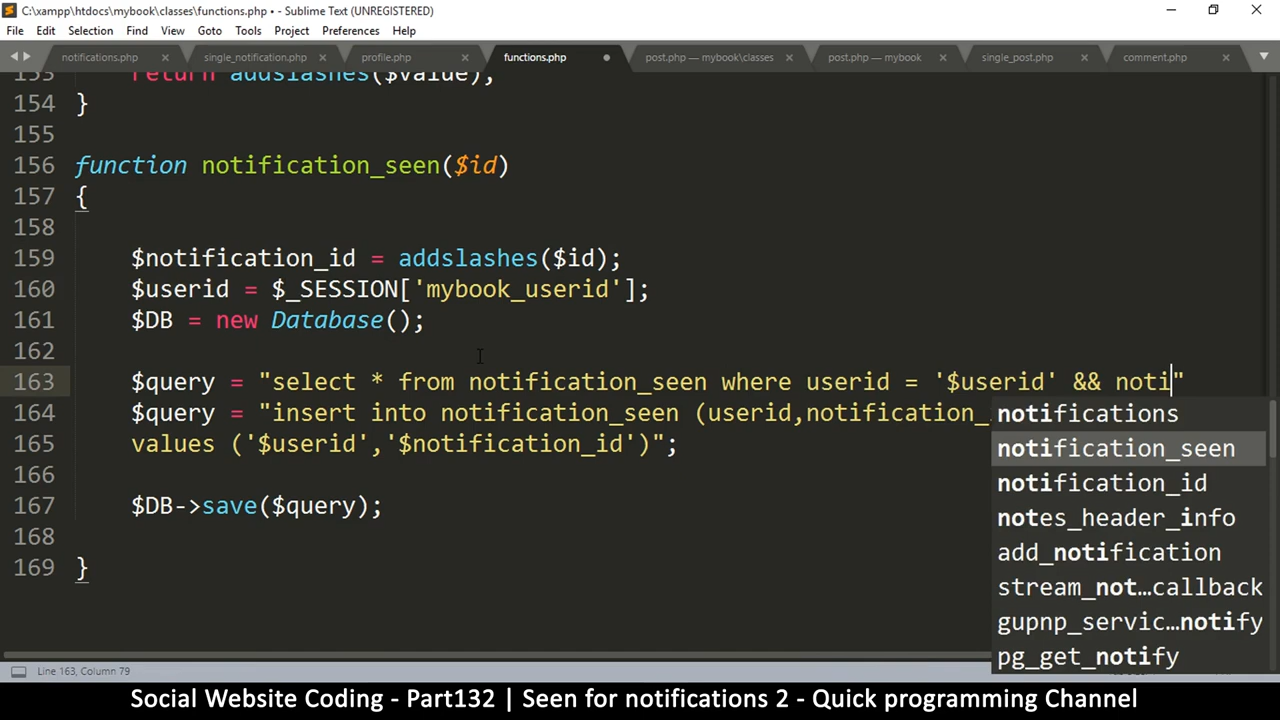 C:\xampp\htdocs\mybook\classes\functions.php • - Sublime Text (UNREGISTERED)
File Edit Selection Find View Goto Tools Project Preferences Help
notifications.php × single_notification.php × profile.php × functions.php • post.php — mybook\classes × post.php — mybook × single_post.php × comment.php ×
153 return addslashes($value);
154 }
155
156 function notification_seen($id)
157 {
158
159 $notification_id = addslashes($id);
160 $userid = $_SESSION['mybook_userid'];
161 $DB = new Database();
162
163 $query = "select * from notification_seen where userid = '$userid' && noti"
164 $query = "insert into notification_seen (userid,notification_
notifications
165 values ('$userid','$notification_id')";
notification_seen
166
notification_id
167 $DB->save($query);
notes_header_info
168
add_notification
169 }
stream_not…callback
gupnp_servic…notify
pg_get_notify
Line 163, Column 79
Social Website Coding - Part132 | Seen for notifications 2 - Quick programming Channel